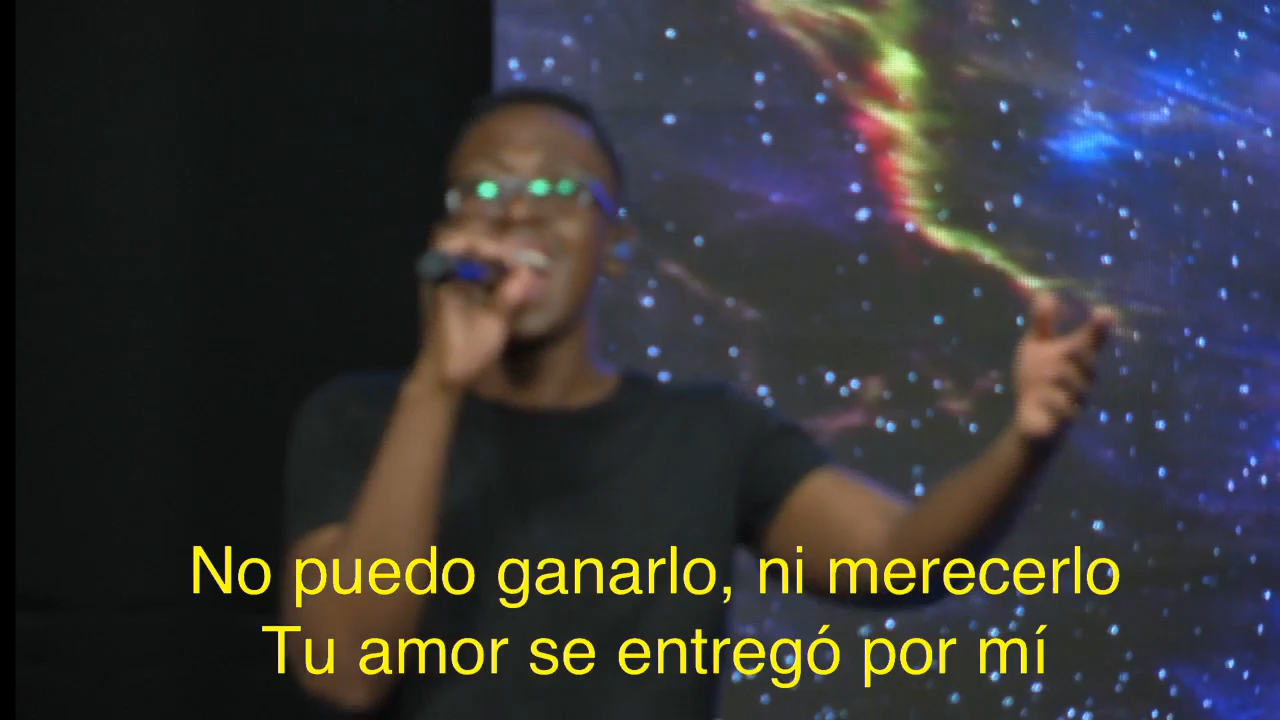 No puedo ganarlo, ni merecerlo
Tu amor se entregó por mí